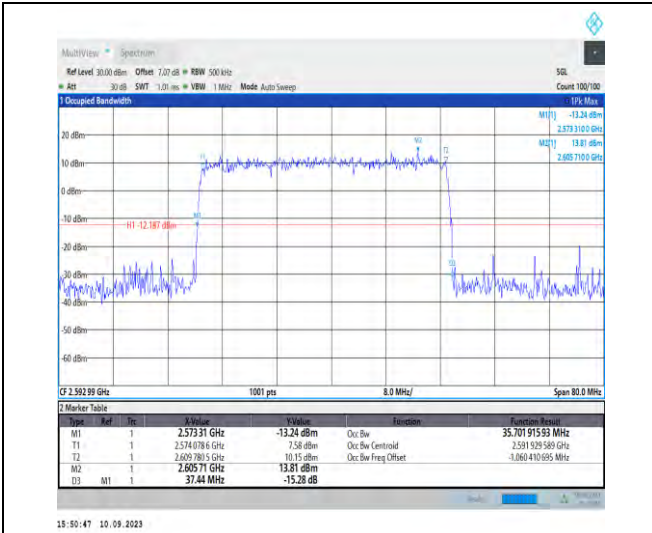 MultiView Spectrum
Ref Level 30.00 dBm Offset 7.07 dB RBW 500 kHz SGL
Att 30 dB SWT 1.01 ms VBW 1 MHz Mode Auto Sweep Count 100/100
1 Occupied Bandwidth 1Pk Max
M1[1] -13.24 dBm
2.573 310 0 GHz
M2[1] 13.81 dBm
2.605 710 0 GHz
20 dBm
M2
T1
T2
10 dBm
0 dBm
-10 dBm
M1
H1 -12.187 dBm
-20 dBm
D3
-30 dBm
-40 dBm
-50 dBm
-60 dBm
CF 2.592 99 GHz 1001 pts 8.0 MHz/ Span 80.0 MHz
2 Marker Table
Type Ref Trc X-Value Y-Value Function Function Result
M1 1 2.573 31 GHz -13.24 dBm Occ Bw 35.701 915 93 MHz
T1 1 2.574 078 6 GHz 7.58 dBm Occ Bw Centroid 2.591 929 589 GHz
T2 1 2.609 780 5 GHz 10.15 dBm Occ Bw Freq Offset -1.060 410 695 MHz
M2 1 2.605 71 GHz 13.81 dBm
D3 M1 1 37.44 MHz -15.28 dB
15:50:47 10.09.2023